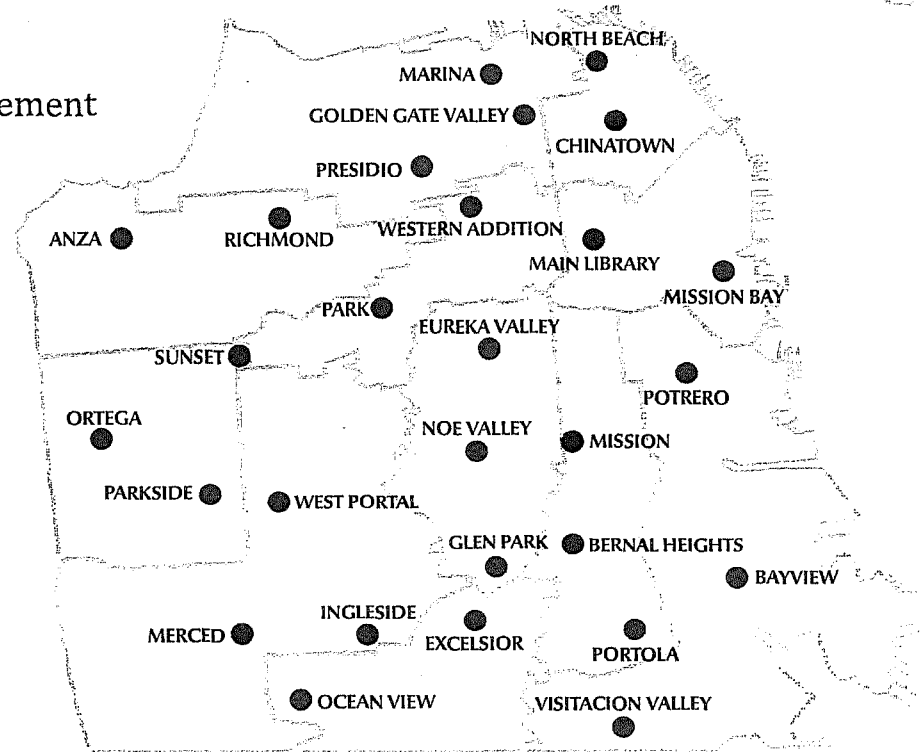 NORTH BEACH
MARINA
ement
GOLDEN GATE VALLEY
CHINATOWN
PRESIDIO
WESTERN ADDITION
ANZA
RICHMOND
MAIN LIBRARY
MISSION BAY
PARK
EUREKA VALLEY
SUNSET
POTRERO
ORTEGA
NOE VALLEY
MISSION
PARKSIDE
WEST PORTAL
GLEN PARK
BERNAL HEIGHTS
BAYVIEW
INGLESIDE
MERCED
EXCELSIOR
PORTOLA
OCEAN VIEW
VISITACION VALLEY